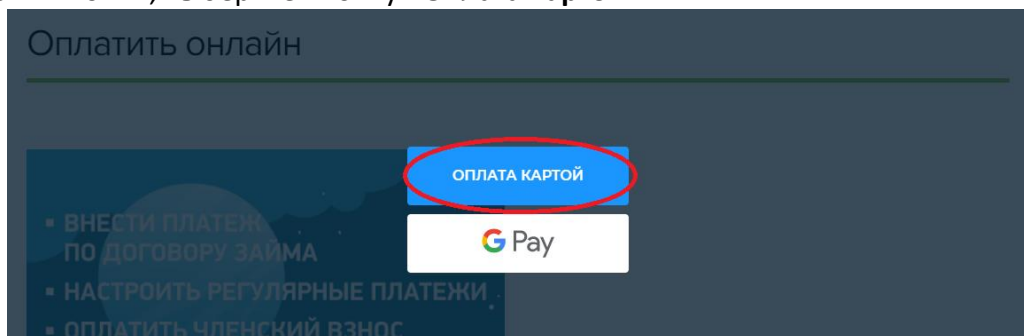 Оплатить онлайн
ОПЛАТА КАРТОЙ
G Pay
▪ ВНЕСТИ ПЛАТЕЖ
ПО ДОГОВОРУ ЗАЙМА
▪ НАСТРОИТЬ РЕГУЛЯРНЫЕ ПЛАТЕЖИ
▪ ОПЛАТИТЬ ЧЛЕНСКИЙ ВЗНОС